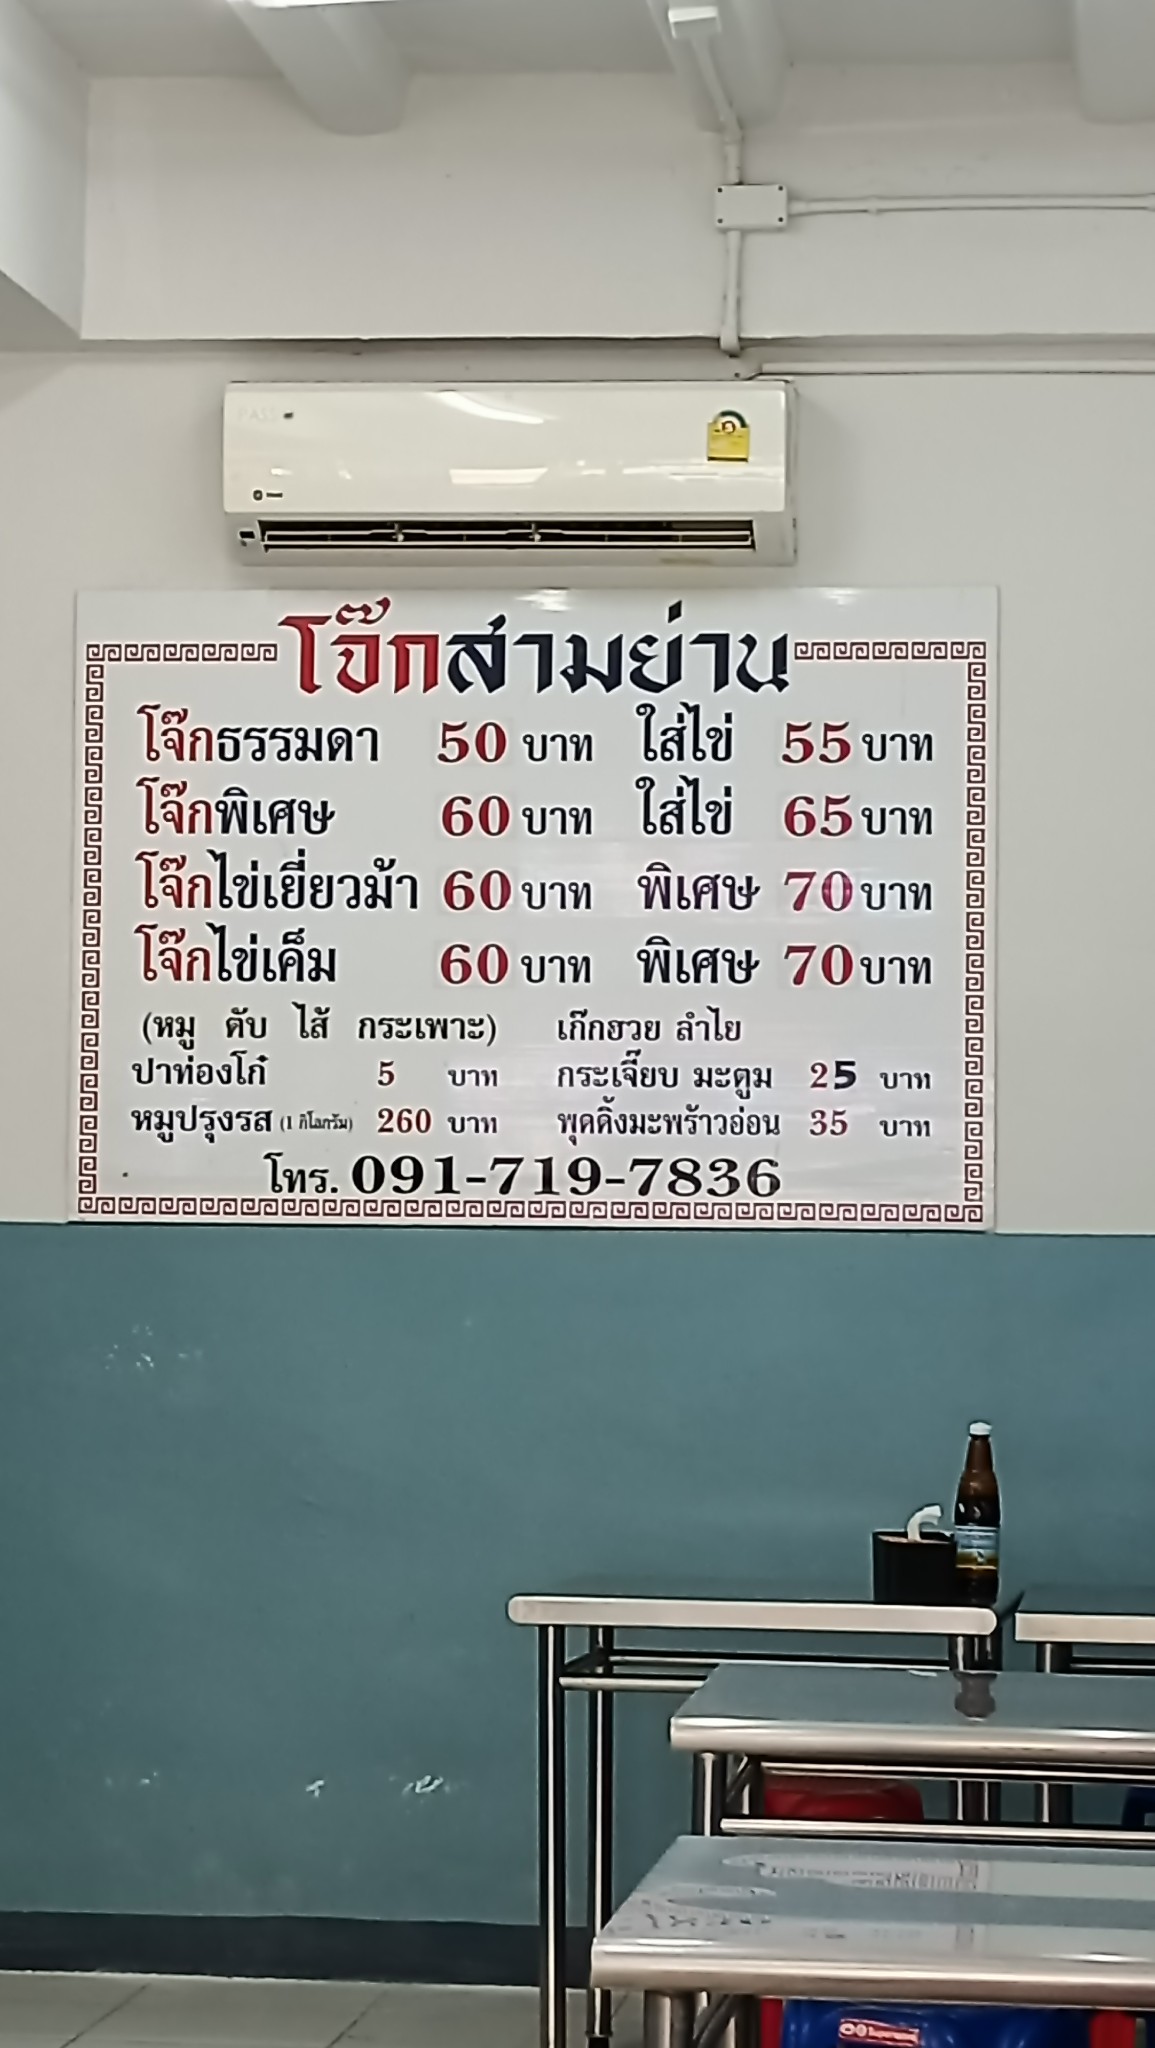 โจ๊กสามย่าน
โจ๊กธรรมดา 50 บาท ใส่ไข่ 55 บาท
โจ๊กพิเศษ 60 บาท ใส่ไข่ 65 บาท
โจ๊กไข่เยี่ยวม้า 60 บาท พิเศษ 70 บาท
โจ๊กไข่เค็ม 60 บาท พิเศษ 70 บาท
(หมู ตับ ไส้ กระเพาะ) เก๊กฮวย ลำไย
ปาท่องโก๋ 5 บาท กระเจี๊ยบ มะตูม 25 บาท
หมูปรุงรส (1 กิโลกรัม) 260 บาท พุดดิ้งมะพร้าวอ่อน 35 บาท
โทร. 091-719-7836